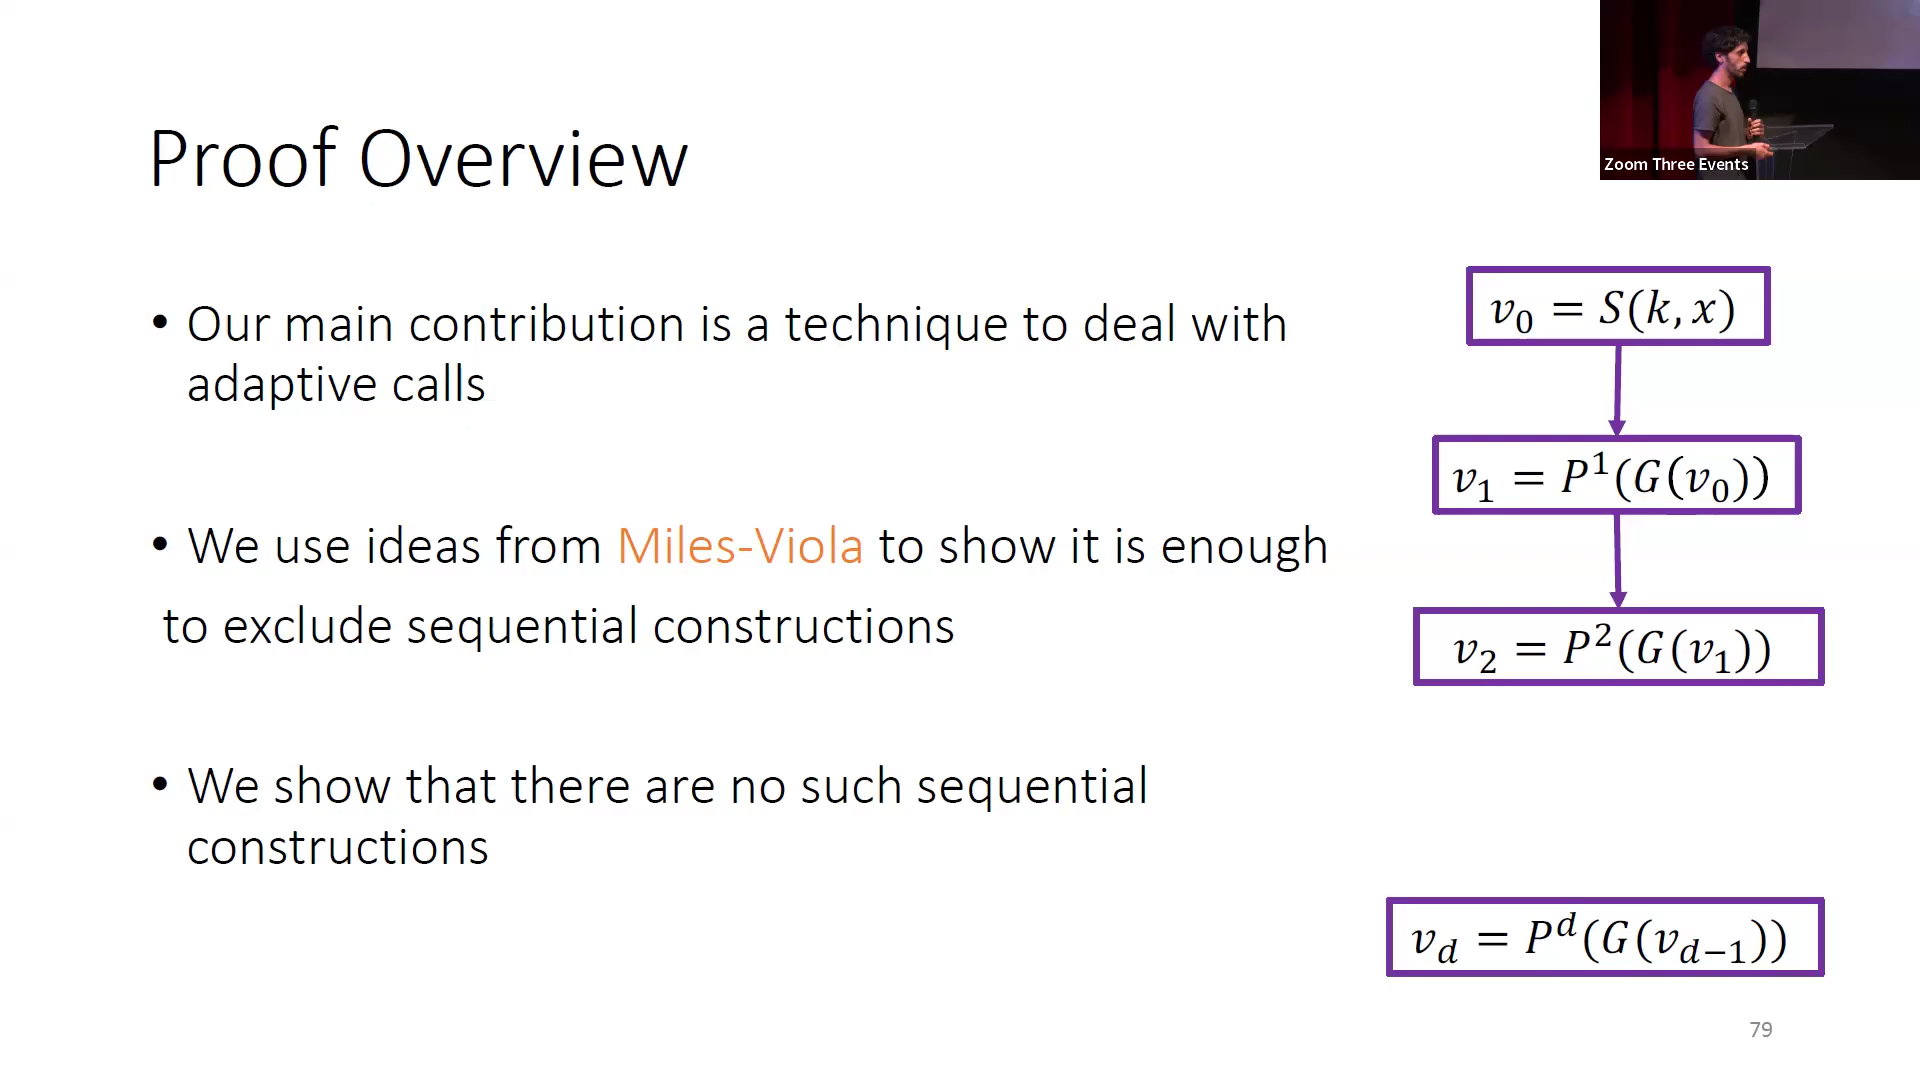 Zoom Three Events
Proof Overview
• Our main contribution is a technique to deal with
adaptive calls
• We use ideas from Miles-Viola to show it is enough
to exclude sequential constructions
• We show that there are no such sequential
constructions
v₀ = S(k, x)
v₁ = P¹(G(v₀))
v₂ = P²(G(v₁))
v_d = P^d(G(v_{d−1}))
79